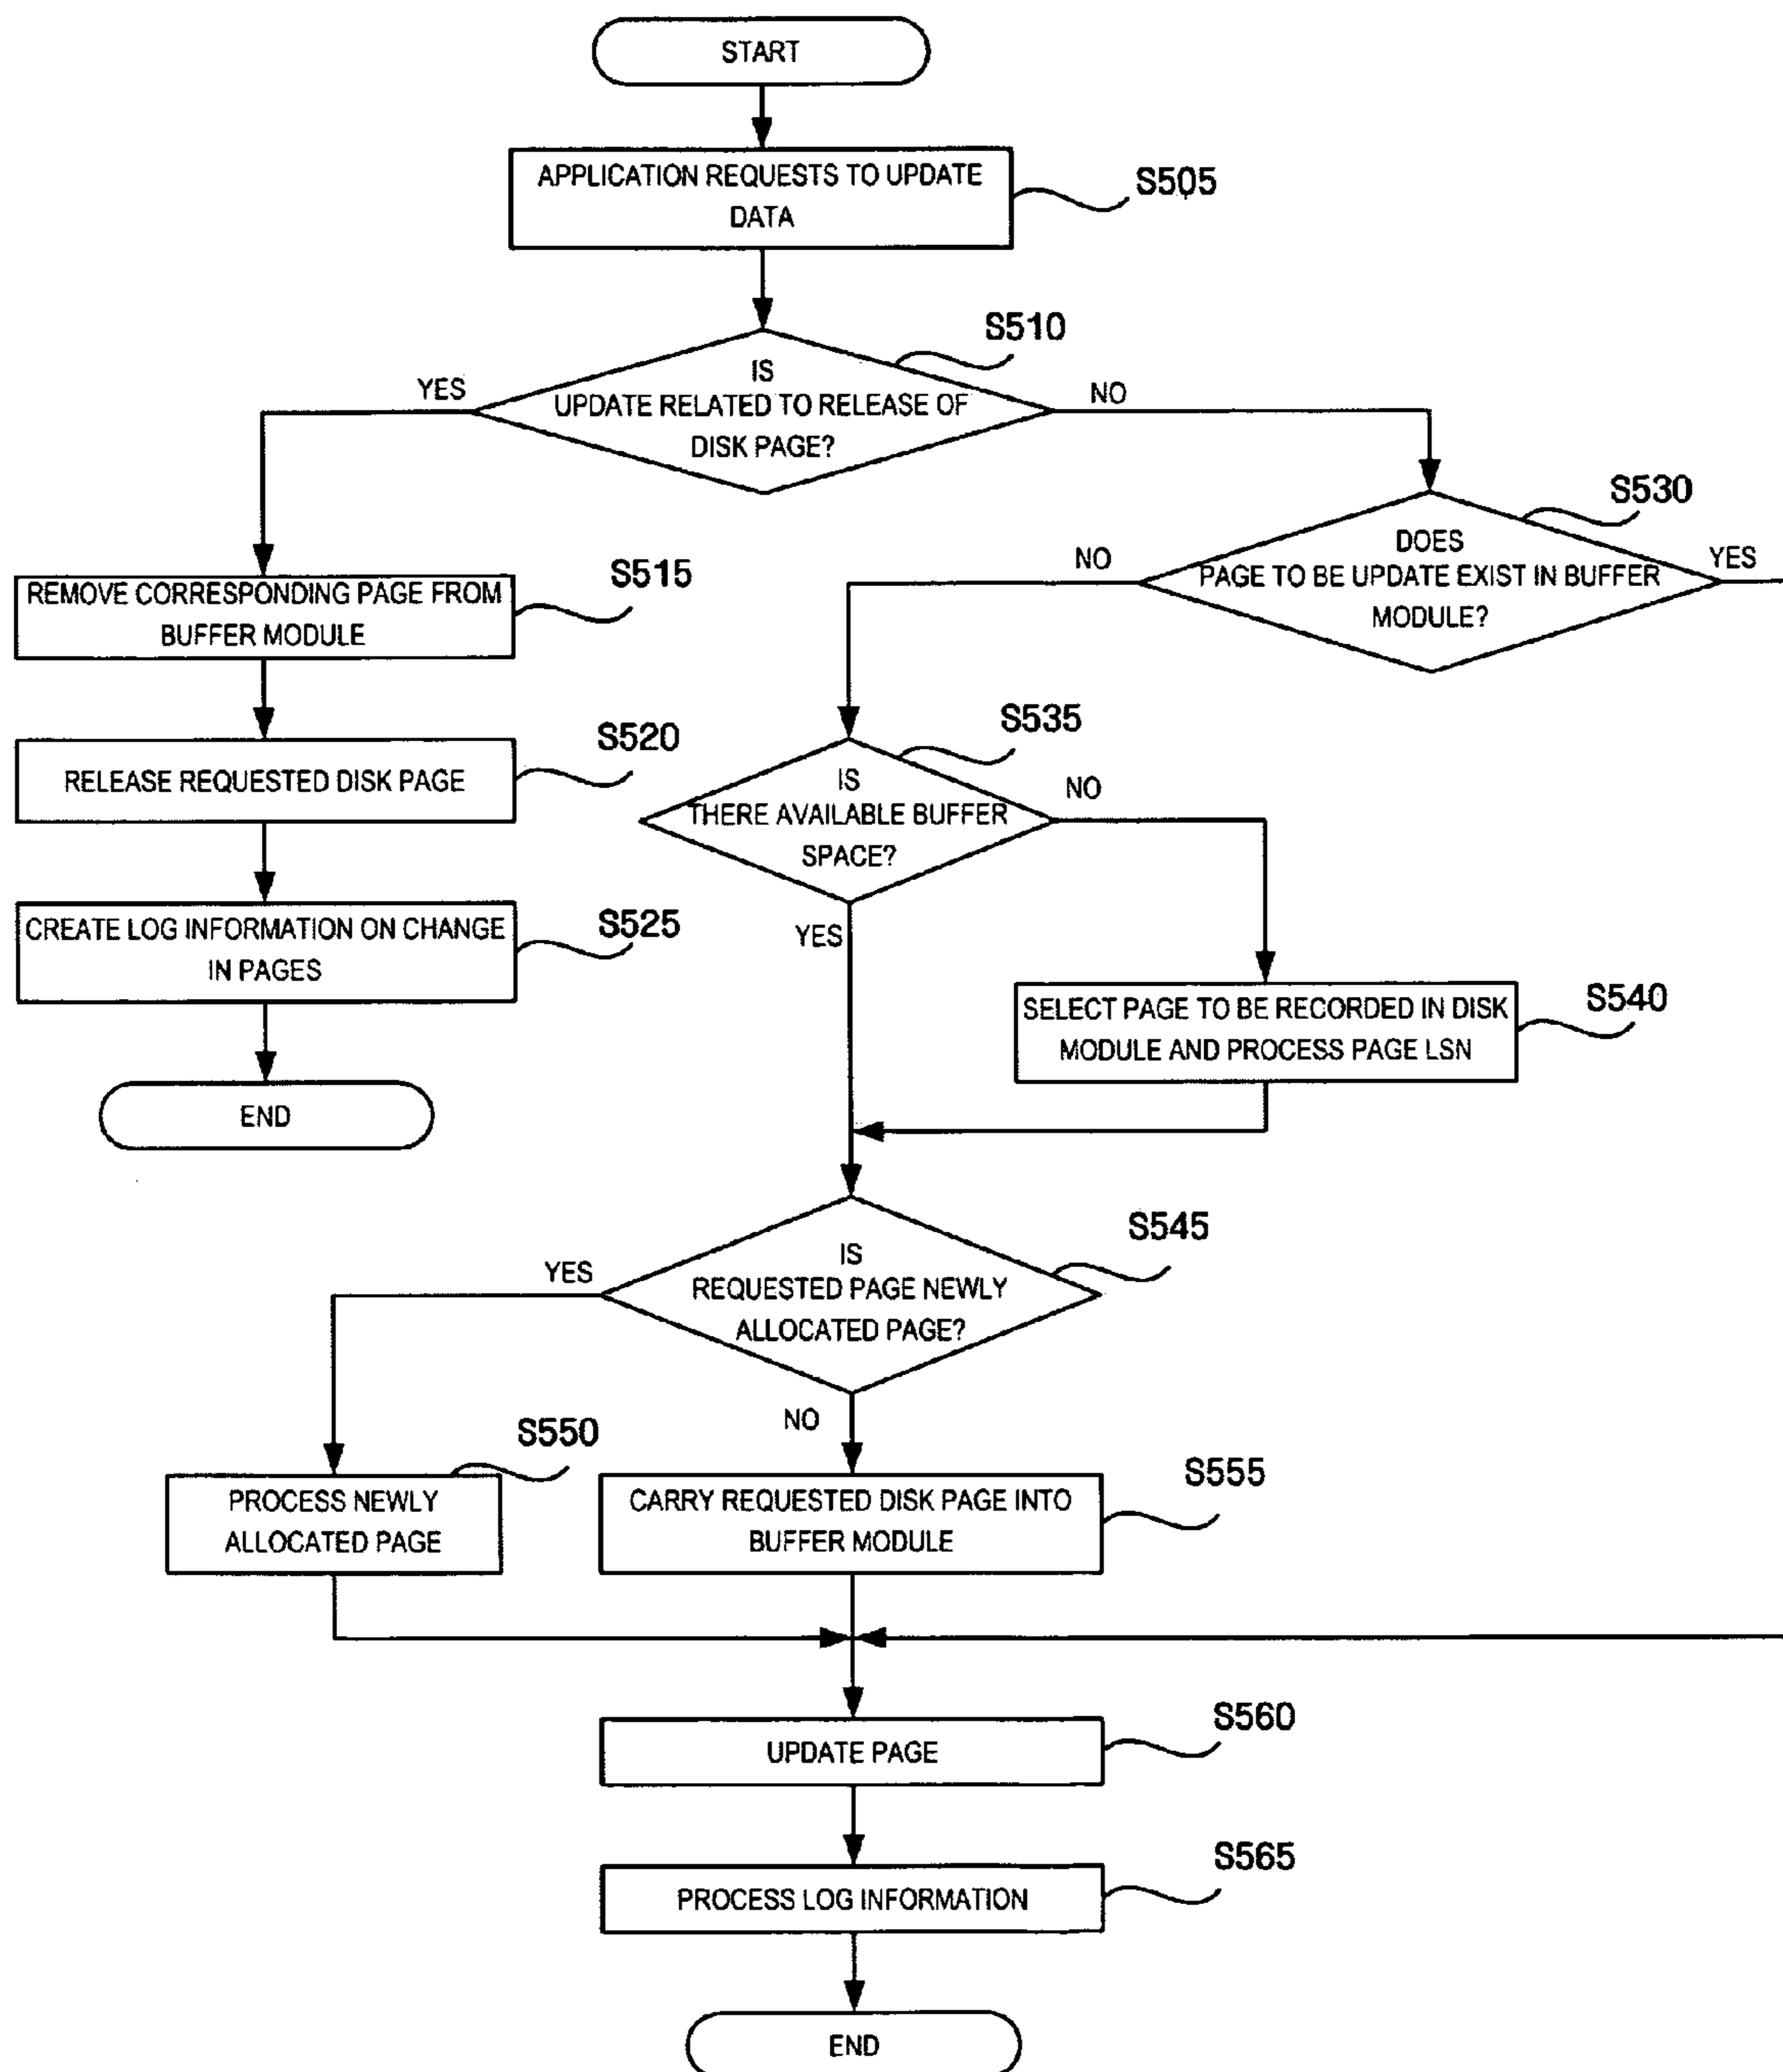 START
APPLICATION REQUESTS TO UPDATE
DATA
S505
S510
IS
UPDATE RELATED TO RELEASE OF
DISK PAGE?
YES
NO
S530
DOES
PAGE TO BE UPDATE EXIST IN BUFFER
MODULE?
NO
YES
REMOVE CORRESPONDING PAGE FROM
BUFFER MODULE
S515
RELEASE REQUESTED DISK PAGE
S520
CREATE LOG INFORMATION ON CHANGE
IN PAGES
S525
END
S535
IS
THERE AVAILABLE BUFFER
SPACE?
NO
YES
SELECT PAGE TO BE RECORDED IN DISK
MODULE AND PROCESS PAGE LSN
S540
S545
IS
REQUESTED PAGE NEWLY
ALLOCATED PAGE?
YES
NO
S550
PROCESS NEWLY
ALLOCATED PAGE
CARRY REQUESTED DISK PAGE INTO
BUFFER MODULE
S555
UPDATE PAGE
S560
PROCESS LOG INFORMATION
S565
END